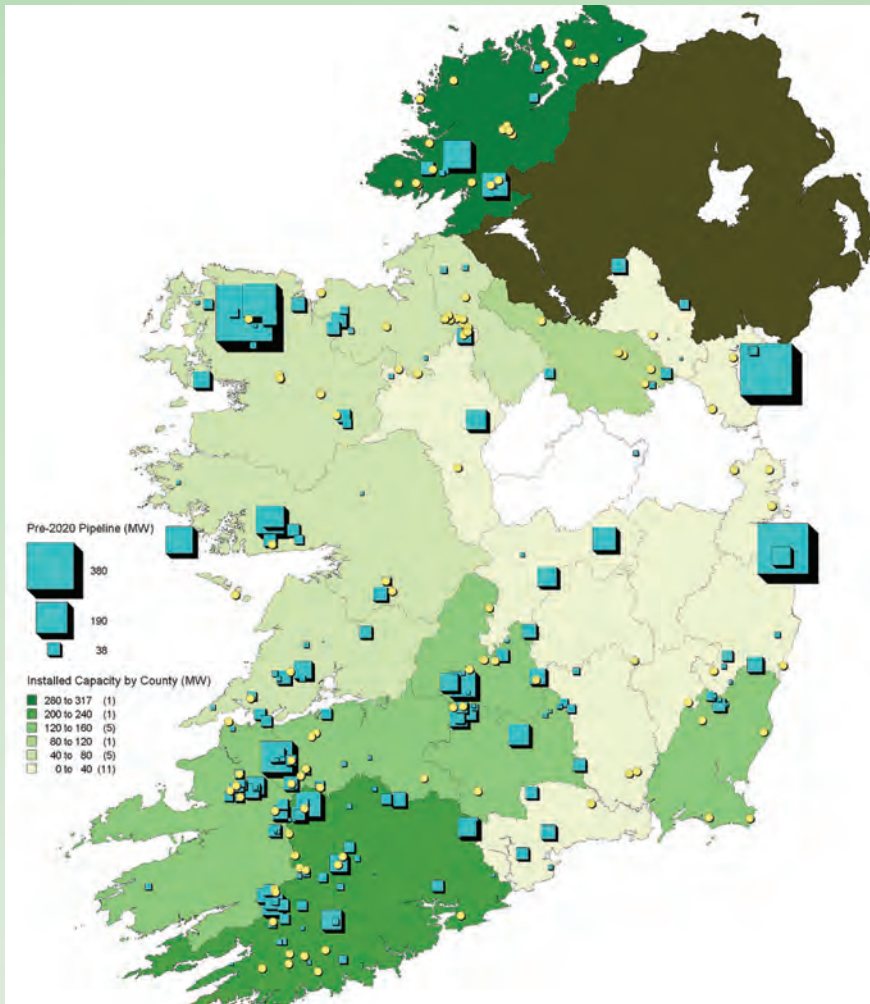 Pre-2020 Pipeline (MW)
380
190
38
Installed Capacity by County (MW)
280 to 317 (1)
200 to 240 (1)
120 to 160 (5)
80 to 120 (1)
40 to 80 (5)
0 to 40 (11)